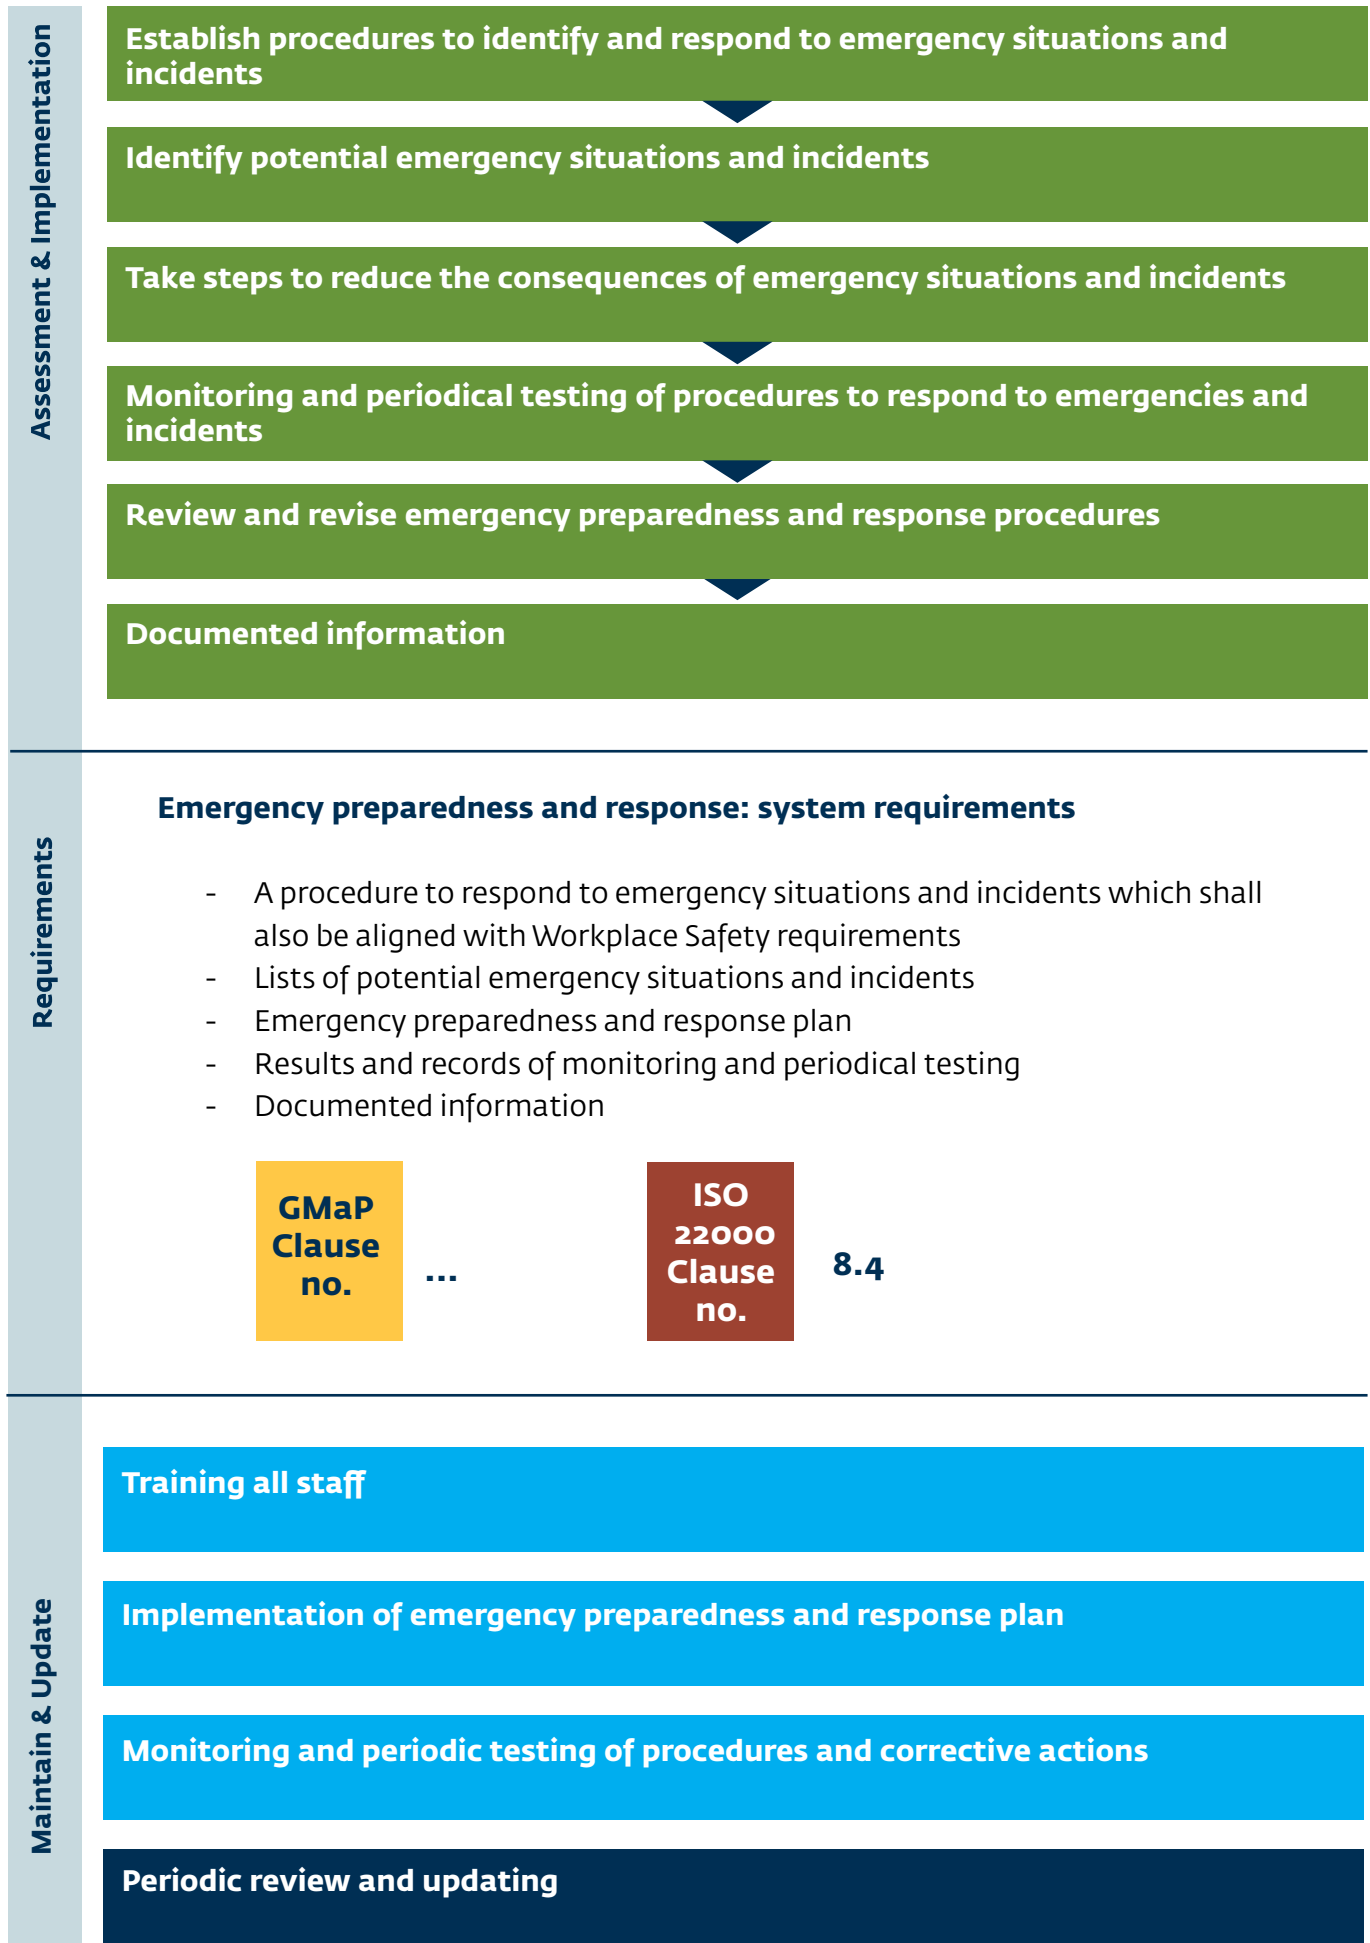 Assessment & Implementation
Establish procedures to identify and respond to emergency situations and
incidents
Identify potential emergency situations and incidents
Take steps to reduce the consequences of emergency situations and incidents
Monitoring and periodical testing of procedures to respond to emergencies and
incidents
Review and revise emergency preparedness and response procedures
Documented information
Requirements
Emergency preparedness and response: system requirements
- A procedure to respond to emergency situations and incidents which shall
also be aligned with Workplace Safety requirements
- Lists of potential emergency situations and incidents
- Emergency preparedness and response plan
- Results and records of monitoring and periodical testing
- Documented information
GMaP
Clause
no.
...
ISO
22000
Clause
no.
8.4
Maintain & Update
Training all staff
Implementation of emergency preparedness and response plan
Monitoring and periodic testing of procedures and corrective actions
Periodic review and updating